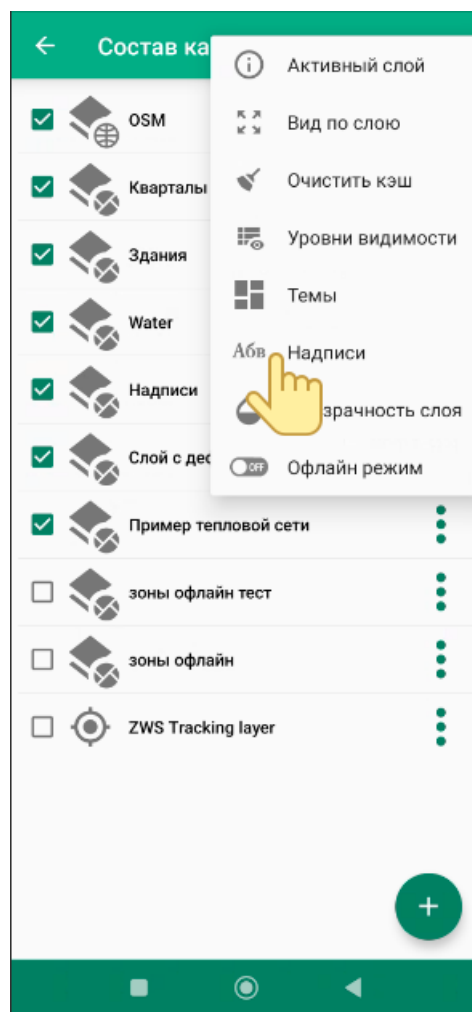 Состав ка
Активный слой
Вид по слою
Очистить кэш
Уровни видимости
Темы
Абв Надписи
зрачность слоя
OFF Офлайн режим
OSM
Кварталы
Здания
Water
Надписи
Слой с дес
Пример тепловой сети
зоны офлайн тест
зоны офлайн
ZWS Tracking layer